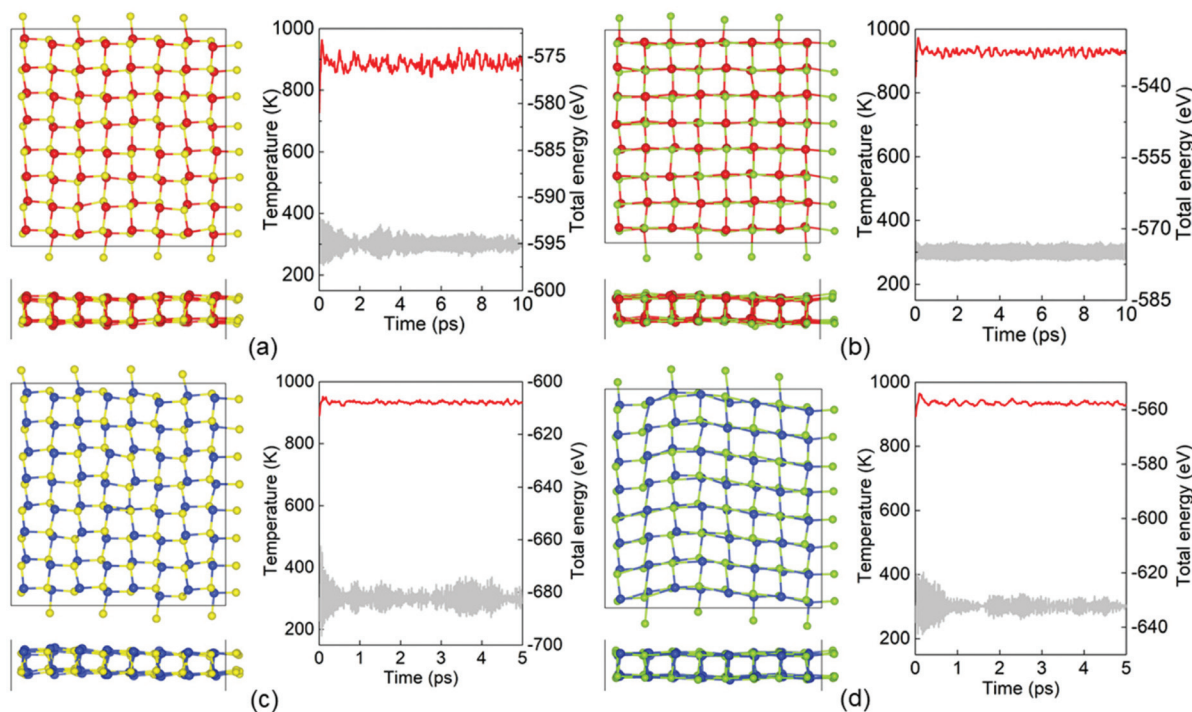 1000
800
600
400
200
Temperature (K)
-575
-580
-585
-590
-595
-600
Total energy (eV)
0 2 4 6 8 10
Time (ps)
(a)
1000
800
600
400
200
Temperature (K)
-540
-555
-570
-585
Total energy (eV)
0 2 4 6 8 10
Time (ps)
(b)
1000
800
600
400
200
Temperature (K)
-600
-620
-640
-660
-680
-700
Total energy (eV)
0 1 2 3 4 5
Time (ps)
(c)
1000
800
600
400
200
Temperature (K)
-560
-580
-600
-620
-640
Total energy (eV)
0 1 2 3 4 5
Time (ps)
(d)